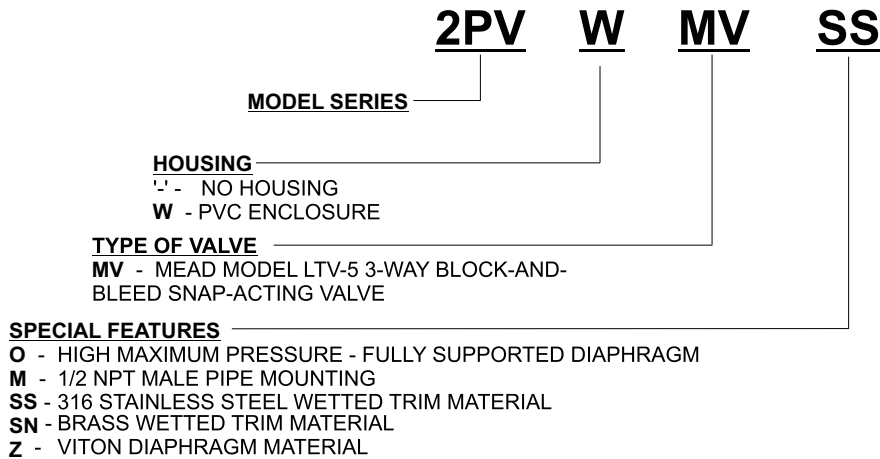 2PV W MV SS
MODEL SERIES
HOUSING
'-' - NO HOUSING
W - PVC ENCLOSURE
TYPE OF VALVE
MV - MEAD MODEL LTV-5 3-WAY BLOCK-AND-
BLEED SNAP-ACTING VALVE
SPECIAL FEATURES
O - HIGH MAXIMUM PRESSURE - FULLY SUPPORTED DIAPHRAGM
M - 1/2 NPT MALE PIPE MOUNTING
SS - 316 STAINLESS STEEL WETTED TRIM MATERIAL
SN - BRASS WETTED TRIM MATERIAL
Z - VITON DIAPHRAGM MATERIAL